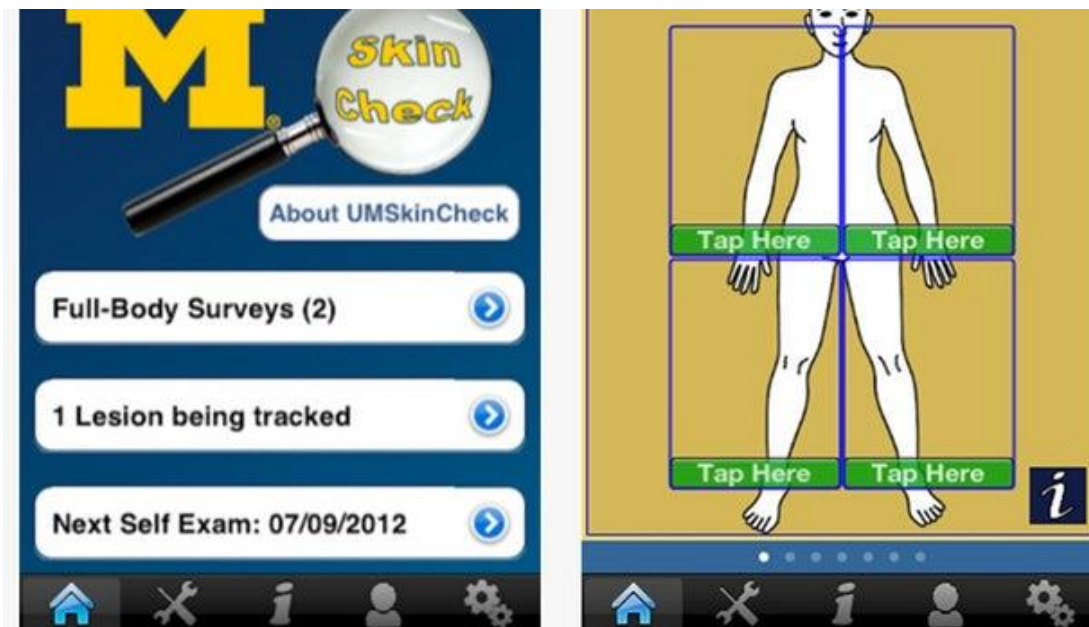 M®
Skin
Check
About UMSkinCheck
Full-Body Surveys (2)
1 Lesion being tracked
Next Self Exam: 07/09/2012
Tap Here Tap Here
Tap Here Tap Here
i